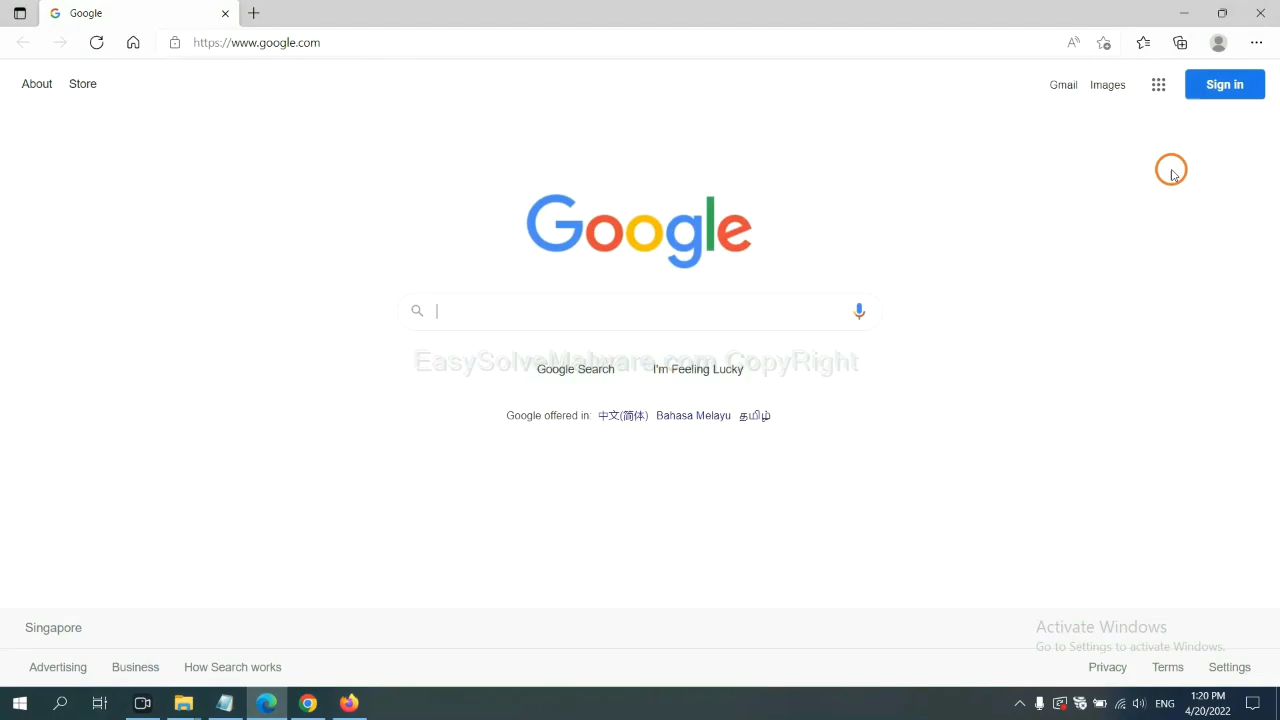 Google
https://www.google.com
About Store
Gmail Images Sign in
Google
EasySolveMalware.com CopyRight
Google Search I'm Feeling Lucky
Google offered in: 中文(简体) Bahasa Melayu தமிழ்
Singapore
Activate Windows
Go to Settings to activate Windows.
Advertising Business How Search works
Privacy Terms Settings
ENG
1:20 PM
4/20/2022